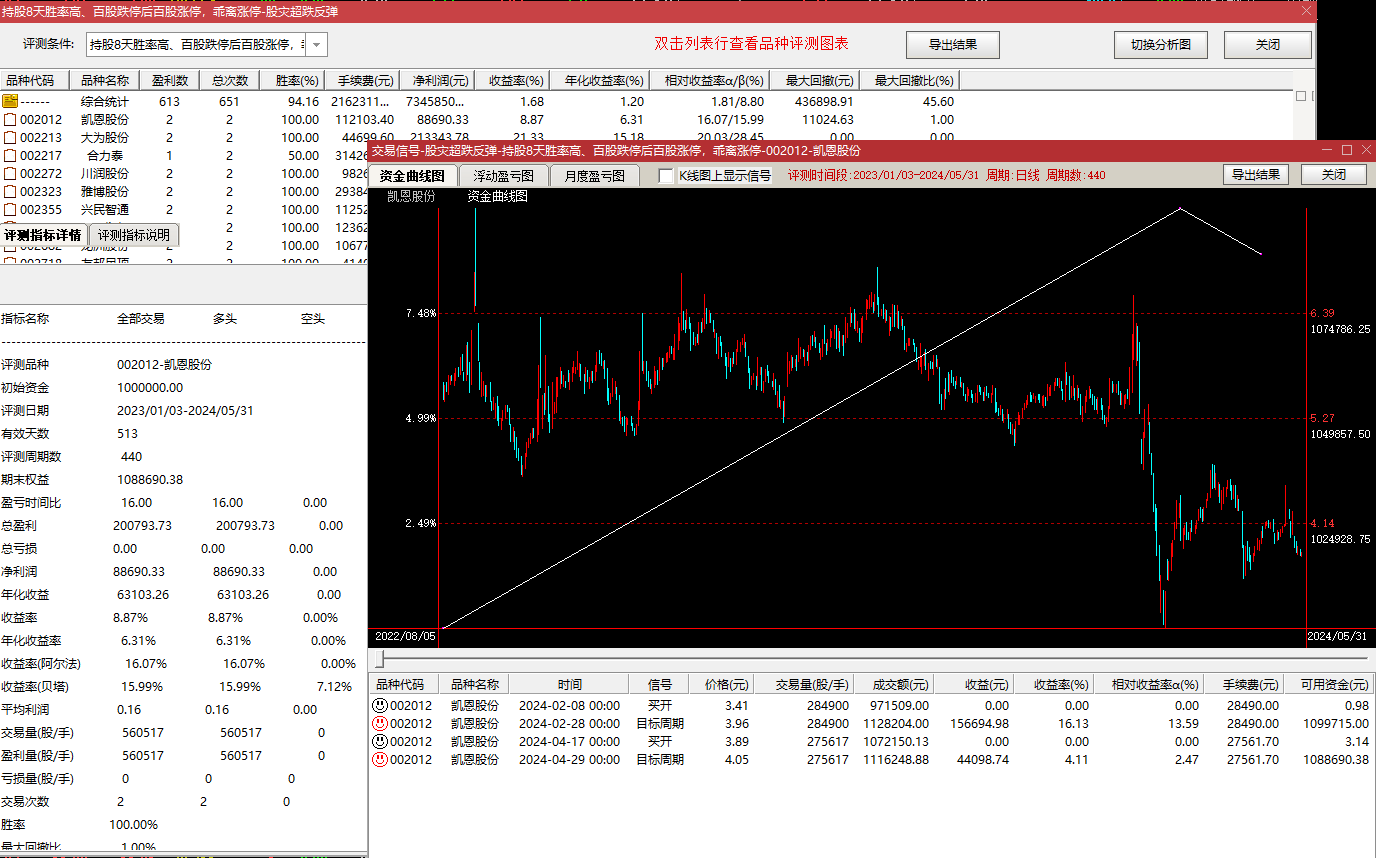 持股8天胜率高、百股跌停后百股涨停，乖离涨停-股灾超跌反弹
评测条件: 持股8天胜率高、百股跌停后百股涨停， 双击列表行查看品种评测图表 导出结果 切换分析图 关闭
品种代码 品种名称 盈利数 总次数 胜率(%) 手续费(元) 净利润(元) 收益率(%) 年化收益率(%) 相对收益率α/β(%) 最大回撤(元) 最大回撤比(%)
------ 综合统计 613 651 94.16 2162311... 7345850... 1.68 1.20 1.81/8.80 436898.91 45.60
002012 凯恩股份 2 2 100.00 112103.40 88690.33 8.87 6.31 16.07/15.99 11024.63 1.00
002213 大为股份 2 2 100.00 44699.60 213343.78 21.33 15.18 20.03/28.45 0.00 0.00
002217 合力泰 1 2 50.00 31426
002272 川润股份 2 2 100.00 9826
002323 雅博股份 2 2 100.00 29384
002355 兴民智通 2 2 100.00 11252
2 100.00 12362
评测指标详情 评测指标说明
2 100.00 10677
交易信号-股灾超跌反弹-持股8天胜率高、百股跌停后百股涨停，乖离涨停-002012-凯恩股份
资金曲线图 浮动盈亏图 月度盈亏图 K线图上显示信号 评测时间段:2023/01/03-2024/05/31 周期:日线 周期数:440 导出结果 关闭
凯恩股份 资金曲线图
7.48% 6.39
1074786.25
4.99% 5.27
1049857.50
2.49% 4.14
1024928.75
2022/08/05 2024/05/31
指标名称 全部交易 多头 空头
评测品种 002012-凯恩股份
初始资金 1000000.00
评测日期 2023/01/03-2024/05/31
有效天数 513
评测周期数 440
期末权益 1088690.38
盈亏时间比 16.00 16.00 0.00
总盈利 200793.73 200793.73 0.00
总亏损 0.00 0.00 0.00
净利润 88690.33 88690.33 0.00
年化收益 63103.26 63103.26 0.00
收益率 8.87% 8.87% 0.00%
年化收益率 6.31% 6.31% 0.00%
收益率(阿尔法) 16.07% 16.07% 0.00%
收益率(贝塔) 15.99% 15.99% 7.12%
平均利润 0.16 0.16 0.00
交易量(股/手) 560517 560517 0
盈利量(股/手) 560517 560517 0
亏损量(股/手) 0 0 0
交易次数 2 2 0
胜率 100.00%
最大回撤比 1.00%
品种代码 品种名称 时间 信号 价格(元) 交易量(股/手) 成交额(元) 收益(元) 收益率(%) 相对收益率α(%) 手续费(元) 可用资金(元)
002012 凯恩股份 2024-02-08 00:00 买开 3.41 284900 971509.00 0.00 0.00 0.00 28490.00 0.98
002012 凯恩股份 2024-02-28 00:00 目标周期 3.96 284900 1128204.00 156694.98 16.13 13.59 28490.00 1099715.00
002012 凯恩股份 2024-04-17 00:00 买开 3.89 275617 1072150.13 0.00 0.00 0.00 27561.70 3.14
002012 凯恩股份 2024-04-29 00:00 目标周期 4.05 275617 1116248.88 44098.74 4.11 2.47 27561.70 1088690.38